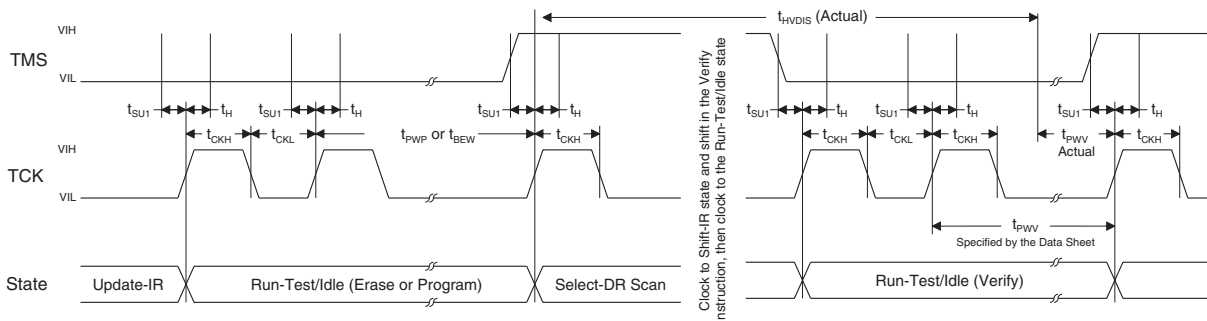 VIH
TMS
VIL
tHVDIS (Actual)
tSU1
tH
tSU1
tH
tSU1
tH
tSU1
tH
tSU1
tH
tSU1
tH
tCKH
tCKL
tPWP or tBEW
tCKH
tCKH
tCKL
tCKH
tPWV
Actual
tCKH
VIH
TCK
VIL
Clock to Shift-IR state and shift in the Verify
nstruction, then clock to the Run-Test/Idle state
tPWV
Specified by the Data Sheet
State
Update-IR
Run-Test/Idle (Erase or Program)
Select-DR Scan
Run-Test/Idle (Verify)